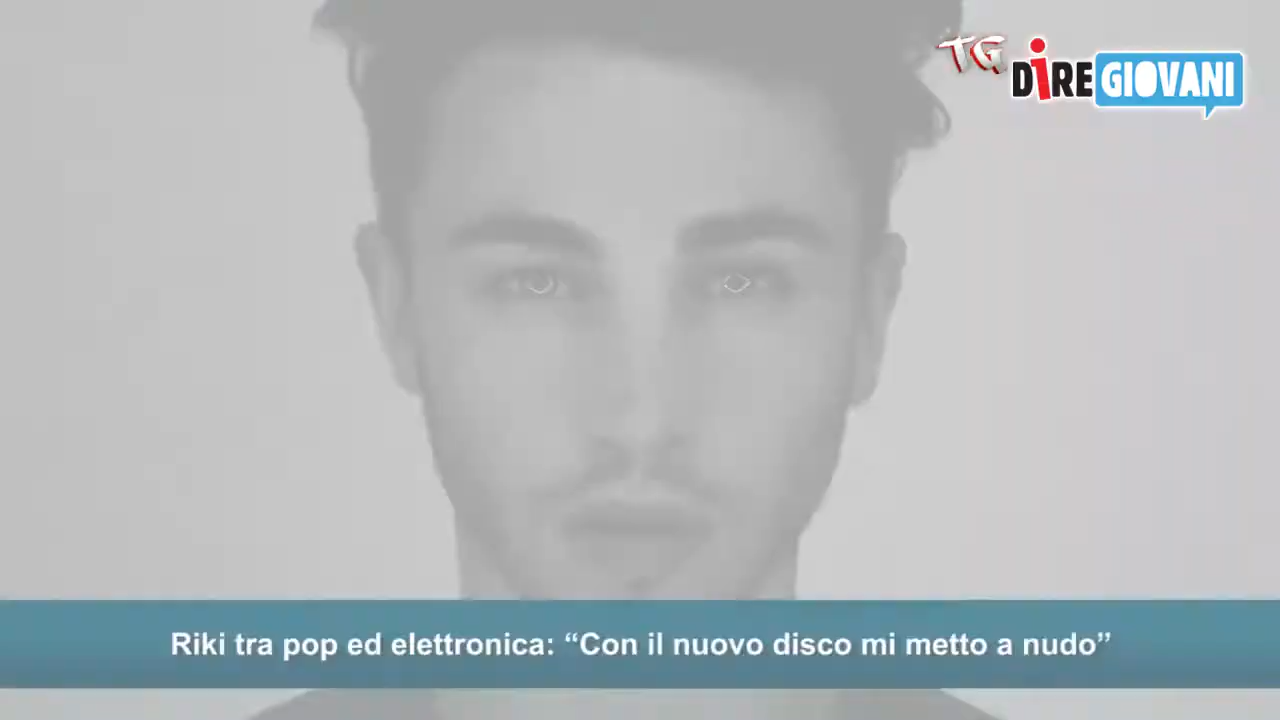 TG
DiRE GIOVANI
Riki tra pop ed elettronica: “Con il nuovo disco mi metto a nudo”